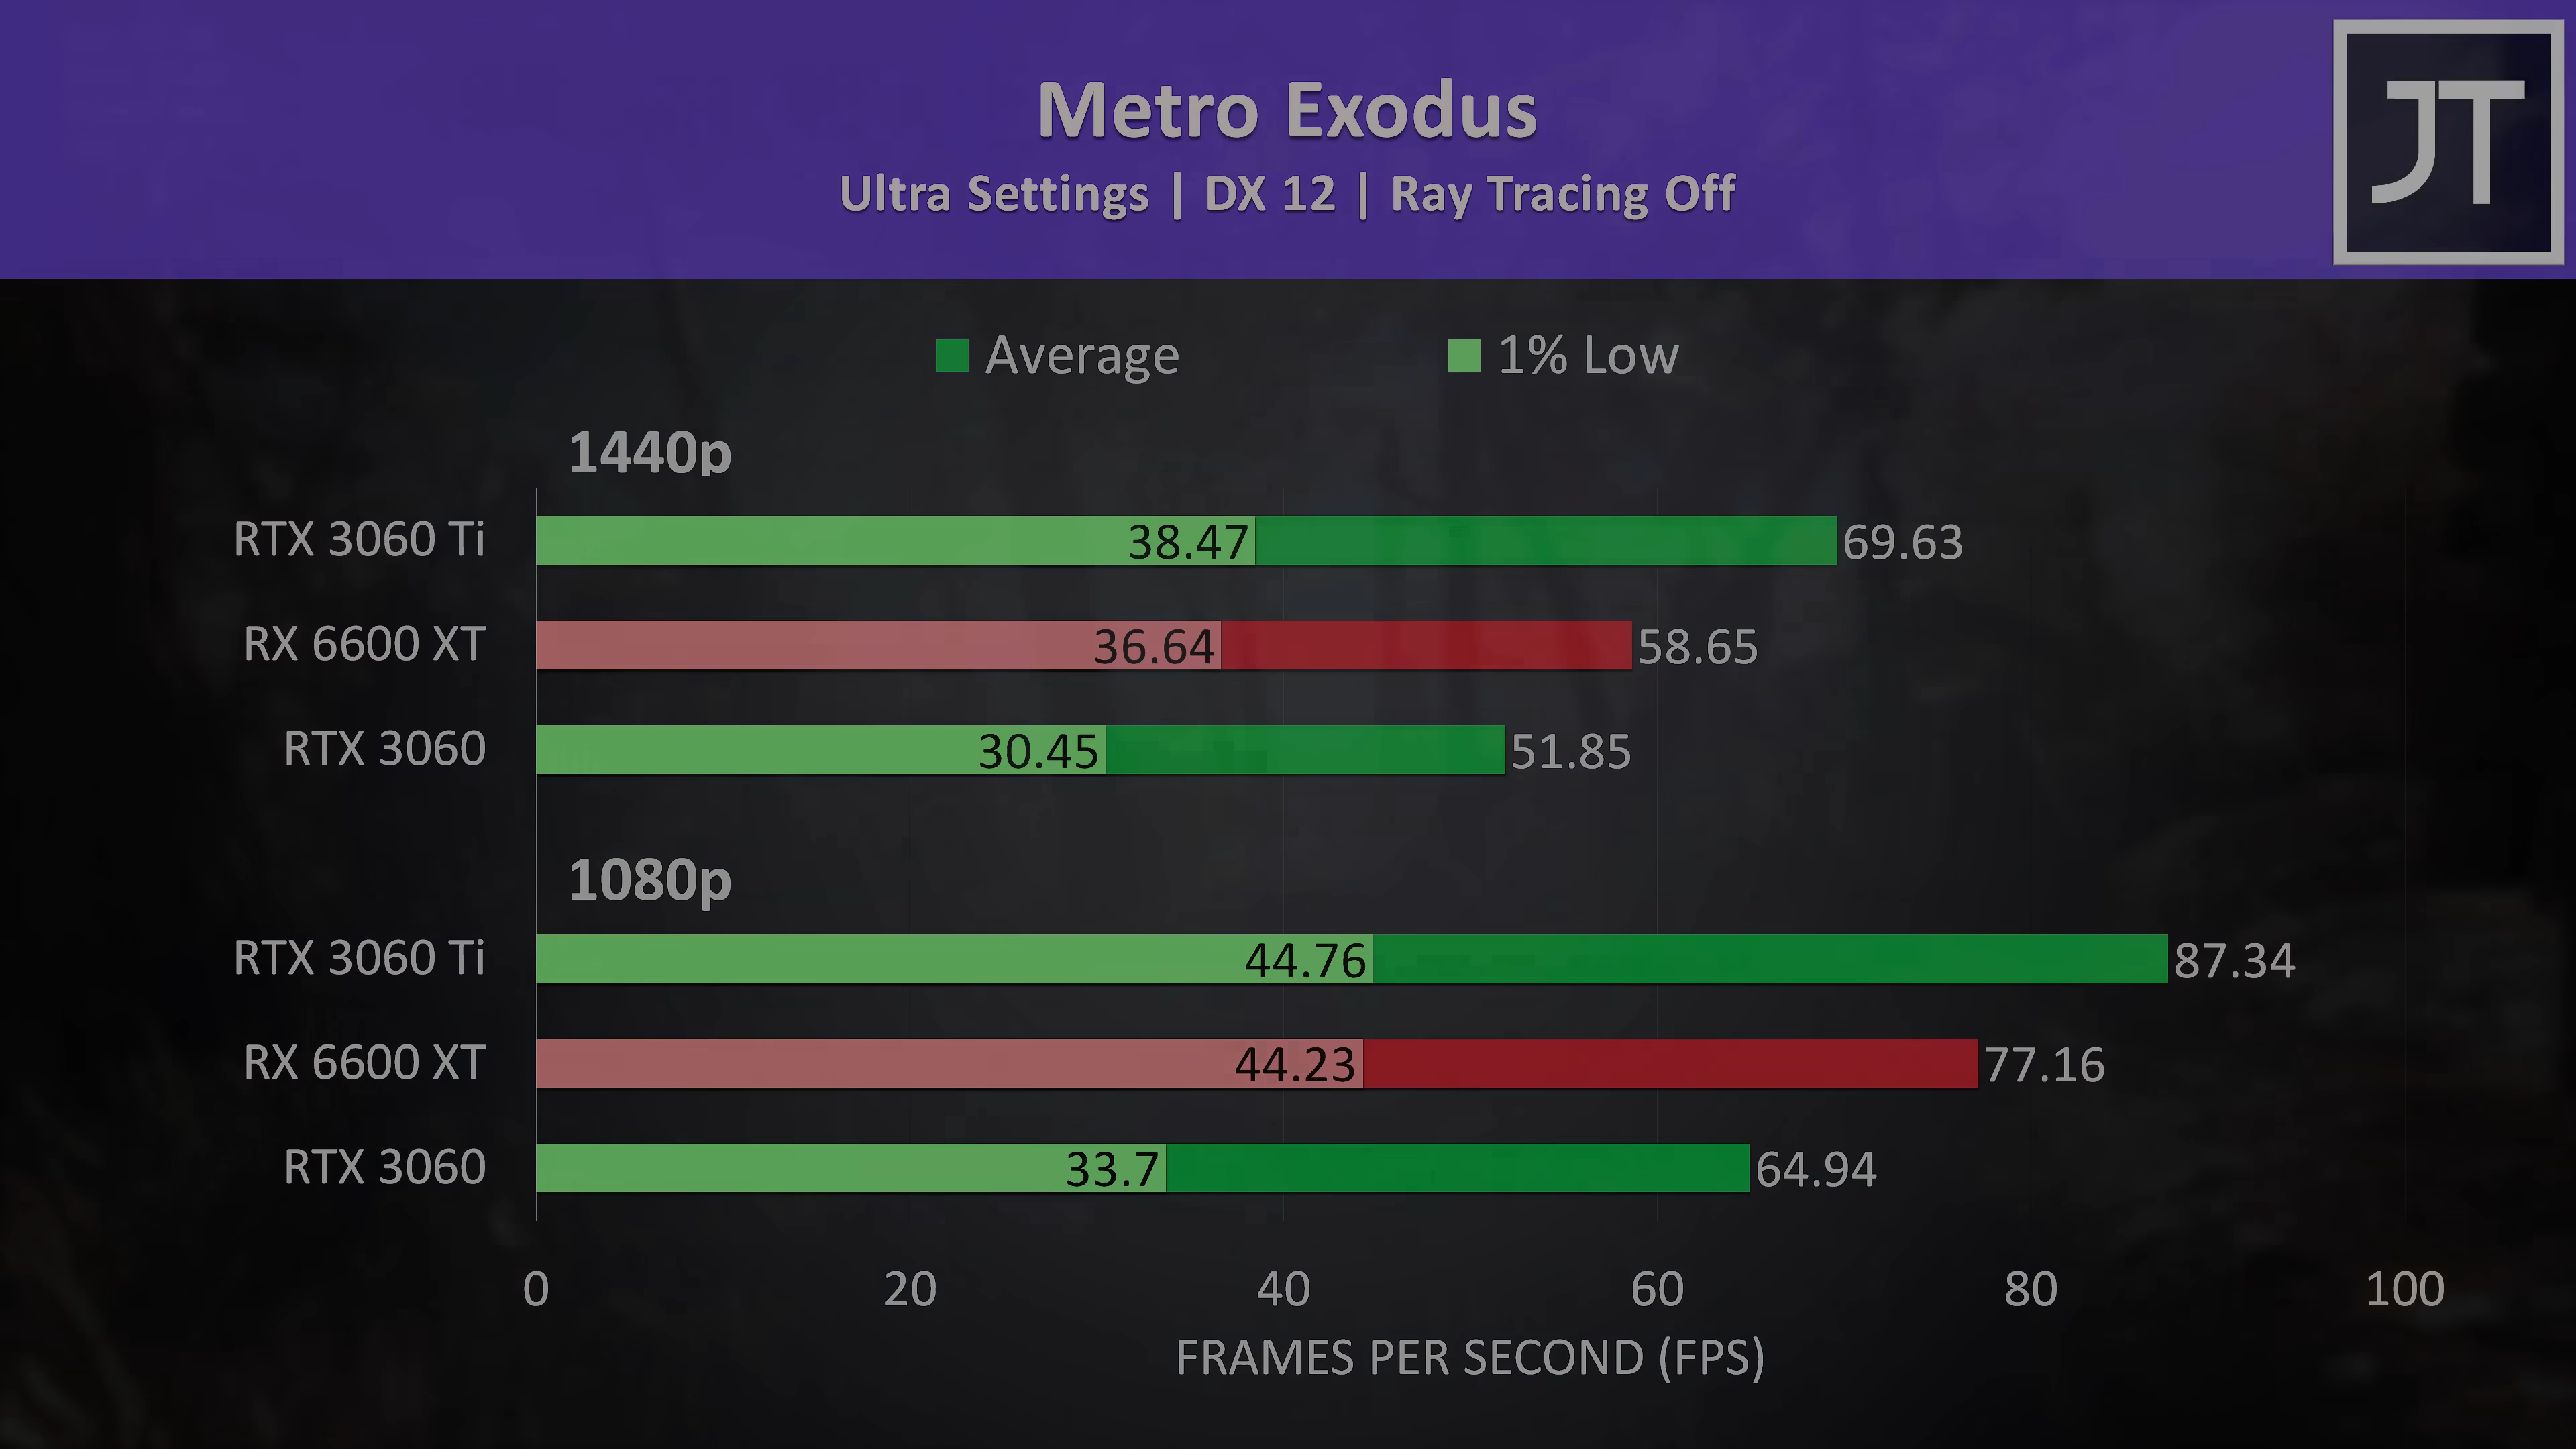 Metro Exodus
JT
Ultra Settings | DX 12 | Ray Tracing Off
Average
1% Low
1440p
RTX 3060 Ti
38.47
69.63
RX 6600 XT
36.64
58.65
RTX 3060
30.45
51.85
1080p
RTX 3060 Ti
44.76
87.34
RX 6600 XT
44.23
77.16
RTX 3060
33.7
64.94
0
20
40
60
80
100
FRAMES PER SECOND (FPS)